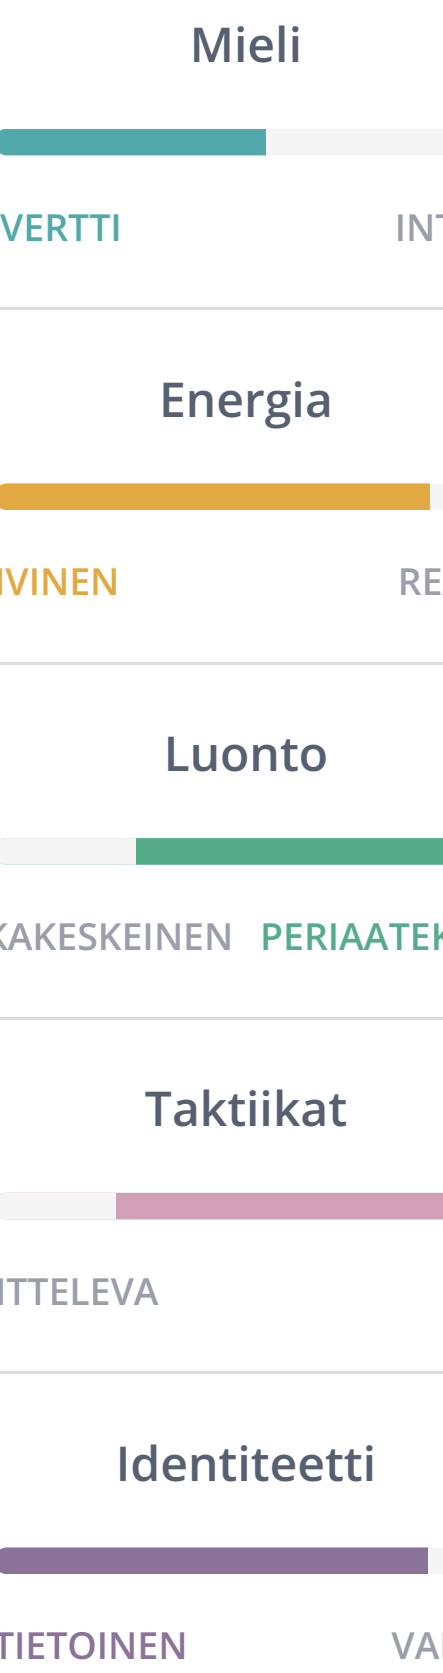 Mieli
VERTTI INT
Energia
IVINEN RE
Luonto
KAKESKEINEN PERIAATEK
Taktiikat
ITTELEVA
Identiteetti
TIETOINEN VA